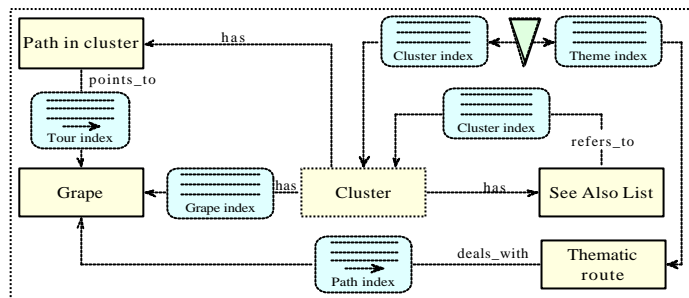 has
Path in cluster
Cluster index
Theme index
points_to
Tour index
Cluster index
refers_to
Grape
Grape index
has
Cluster
has
See Also List
deals_with
Thematic
route
Path index